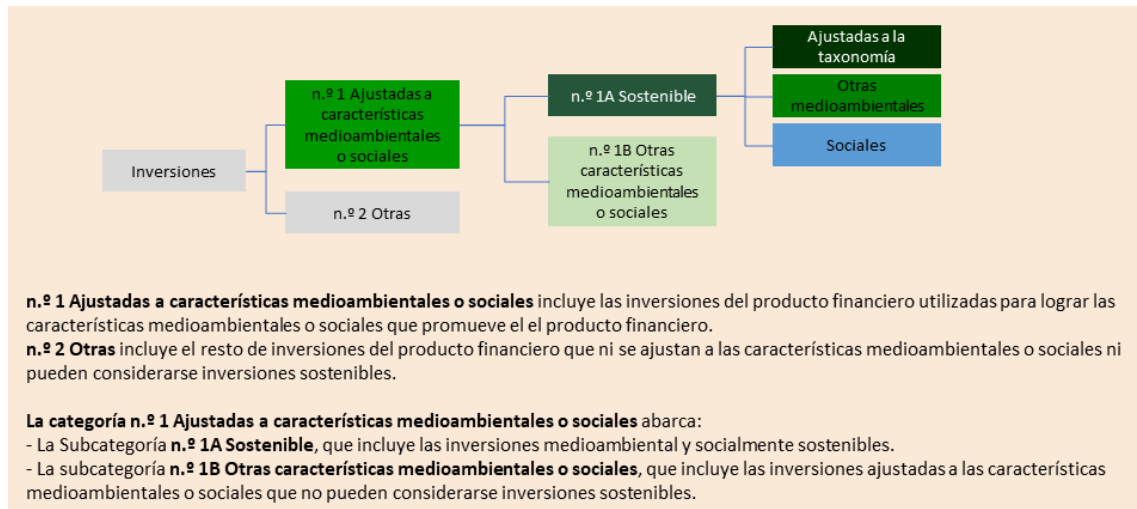 Ajustadas a la
taxonomía
n.º 1 Ajustadas a
características
medioambientales
o sociales
n.º 1A Sostenible
Otras
medioambientales
Sociales
n.º 1B Otras
características
medioambientales
o sociales
Inversiones
n.º 2 Otras
n.º 1 Ajustadas a características medioambientales o sociales incluye las inversiones del producto financiero utilizadas para lograr las
características medioambientales o sociales que promueve el el producto financiero.
n.º 2 Otras incluye el resto de inversiones del producto financiero que ni se ajustan a las características medioambientales o sociales ni
pueden considerarse inversiones sostenibles.
La categoría n.º 1 Ajustadas a características medioambientales o sociales abarca:
- La Subcategoría n.º 1A Sostenible, que incluye las inversiones medioambiental y socialmente sostenibles.
- La subcategoría n.º 1B Otras características medioambientales o sociales, que incluye las inversiones ajustadas a las características
medioambientales o sociales que no pueden considerarse inversiones sostenibles.